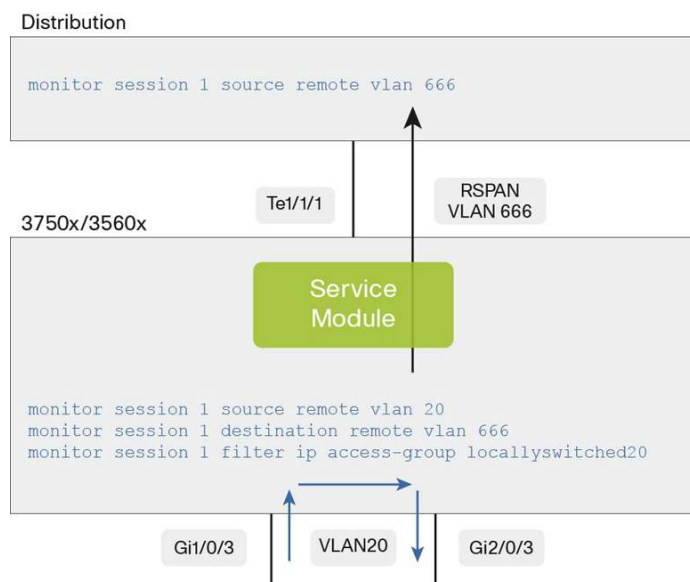 Distribution
monitor session 1 source remote vlan 666
Te1/1/1
RSPAN
VLAN 666
3750x/3560x
Service
Module
monitor session 1 source remote vlan 20
monitor session 1 destination remote vlan 666
monitor session 1 filter ip access-group locallyswitched20
Gi1/0/3
VLAN20
Gi2/0/3